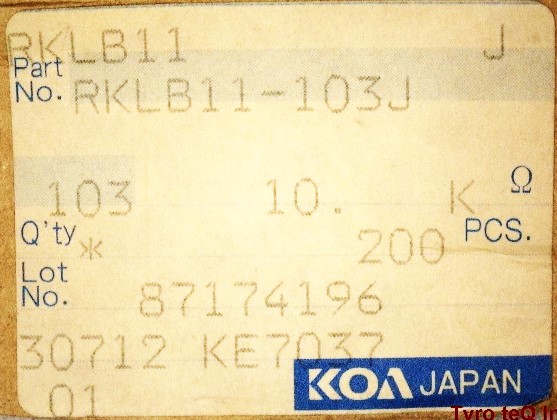 RKLB11 J
Part No. RKLB11-103J
103 10. K Ω
Q'ty * 200 PCS.
Lot No. 87174196
30712 KE7037
01
KOA JAPAN
Tyro teQ